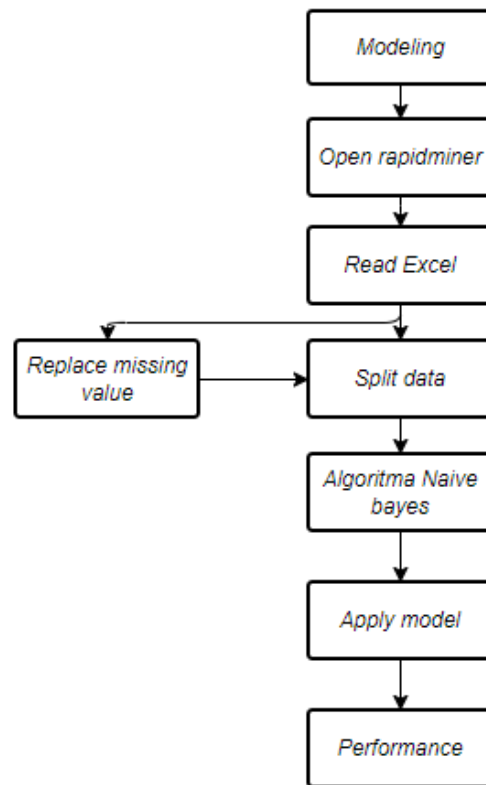 Modeling
Open rapidminer
Read Excel
Replace missing
value
Split data
Algoritma Naive
bayes
Apply model
Performance